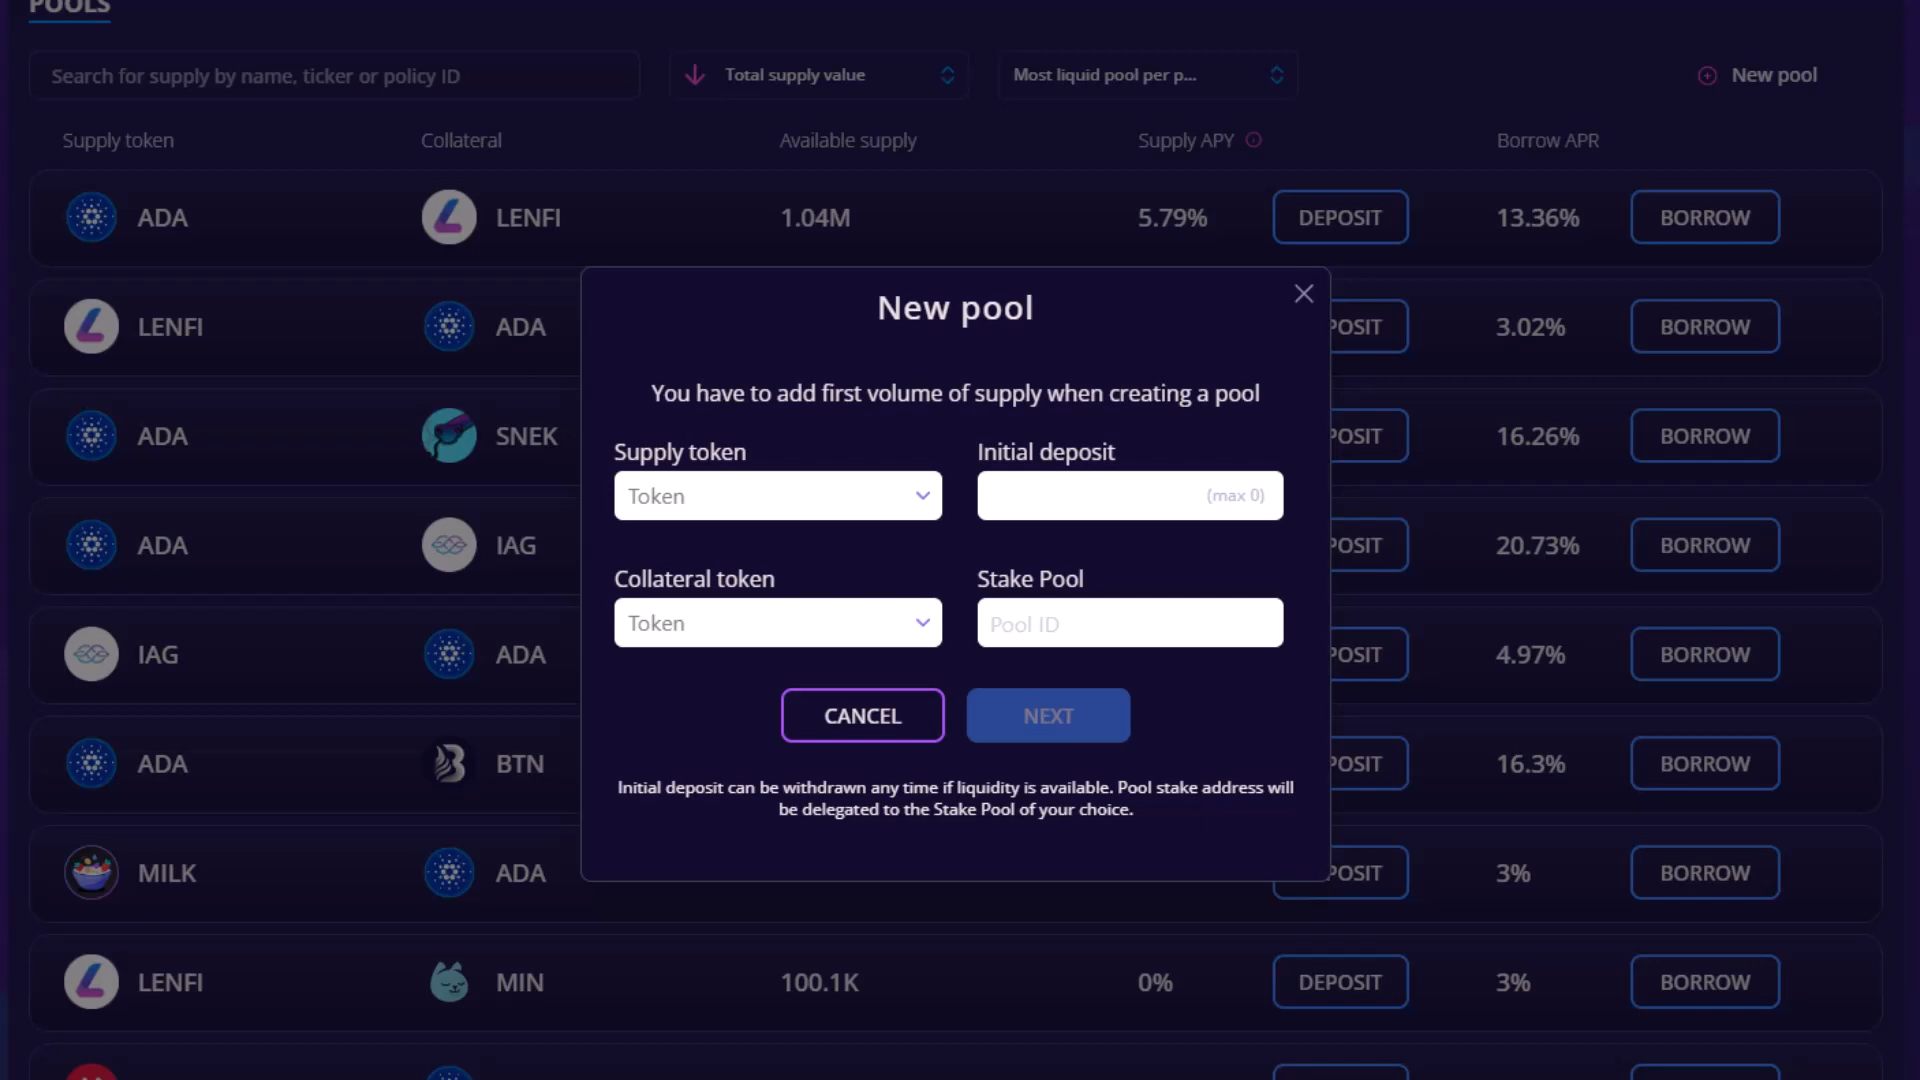 POOLS
Search for supply by name, ticker or policy ID
Total supply value
Most liquid pool per p...
New pool
Supply token Collateral Available supply Supply APY Borrow APR
ADA LENFI 1.04M 5.79% DEPOSIT 13.36% BORROW
LENFI ADA POSIT 3.02% BORROW
ADA SNEK POSIT 16.26% BORROW
ADA IAG POSIT 20.73% BORROW
IAG ADA POSIT 4.97% BORROW
ADA BTN POSIT 16.3% BORROW
MILK ADA POSIT 3% BORROW
LENFI MIN 100.1K 0% DEPOSIT 3% BORROW
New pool
You have to add first volume of supply when creating a pool
Supply token Initial deposit
Token (max 0)
Collateral token Stake Pool
Token Pool ID
CANCEL NEXT
Initial deposit can be withdrawn any time if liquidity is available. Pool stake address will
be delegated to the Stake Pool of your choice.